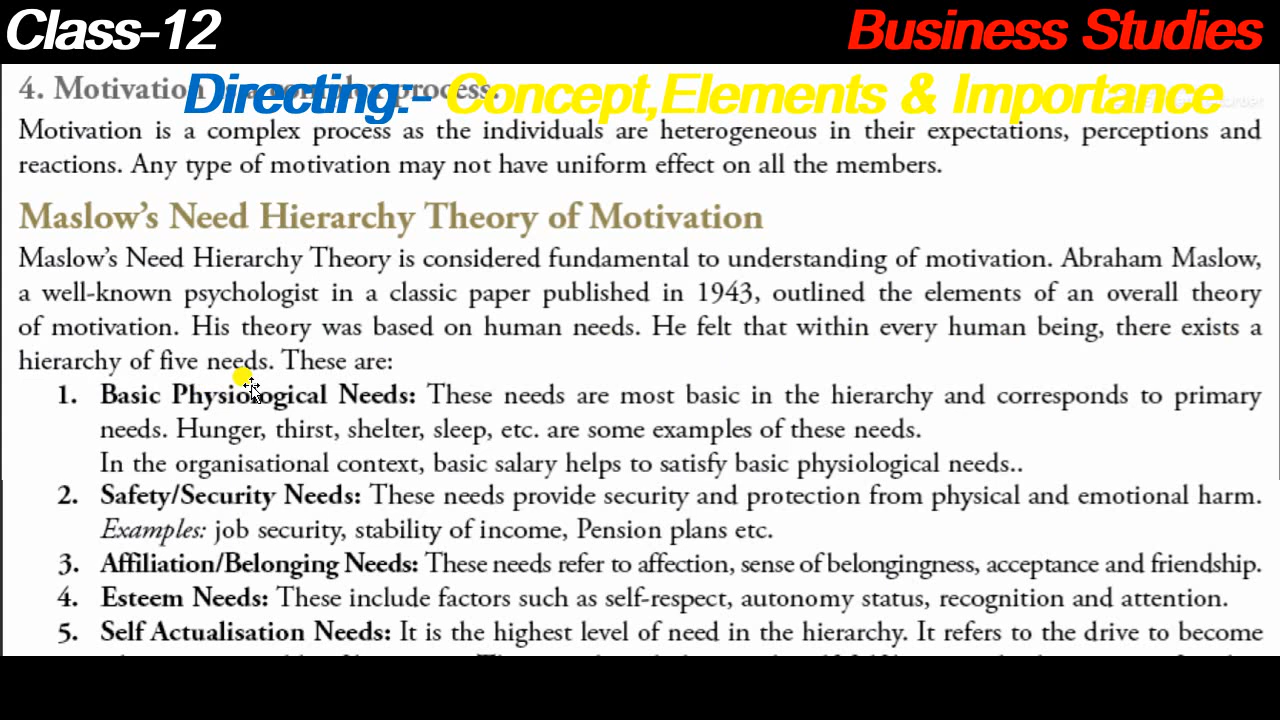 Class-12
Business Studies
4. Motivation is a complex process.
Directing:- Concept,Elements & Importance
Motivation is a complex process as the individuals are heterogeneous in their expectations, perceptions and
reactions. Any type of motivation may not have uniform effect on all the members.
Maslow's Need Hierarchy Theory of Motivation
Maslow's Need Hierarchy Theory is considered fundamental to understanding of motivation. Abraham Maslow,
a well-known psychologist in a classic paper published in 1943, outlined the elements of an overall theory
of motivation. His theory was based on human needs. He felt that within every human being, there exists a
hierarchy of five needs. These are:
1. Basic Physiological Needs: These needs are most basic in the hierarchy and corresponds to primary
needs. Hunger, thirst, shelter, sleep, etc. are some examples of these needs.
In the organisational context, basic salary helps to satisfy basic physiological needs..
2. Safety/Security Needs: These needs provide security and protection from physical and emotional harm.
Examples: job security, stability of income, Pension plans etc.
3. Affiliation/Belonging Needs: These needs refer to affection, sense of belongingness, acceptance and friendship.
4. Esteem Needs: These include factors such as self-respect, autonomy status, recognition and attention.
5. Self Actualisation Needs: It is the highest level of need in the hierarchy. It refers to the drive to become